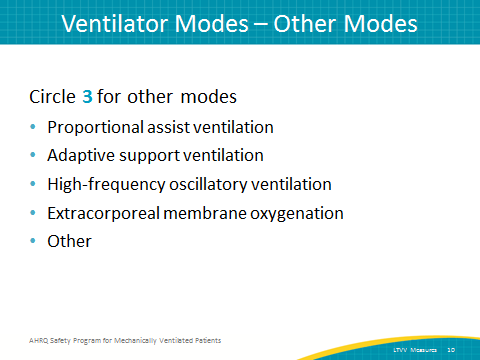 Ventilator Modes – Other Modes
Circle 3 for other modes
• Proportional assist ventilation
• Adaptive support ventilation
• High-frequency oscillatory ventilation
• Extracorporeal membrane oxygenation
• Other
AHRQ Safety Program for Mechanically Ventilated Patients
LTVV Measures 10